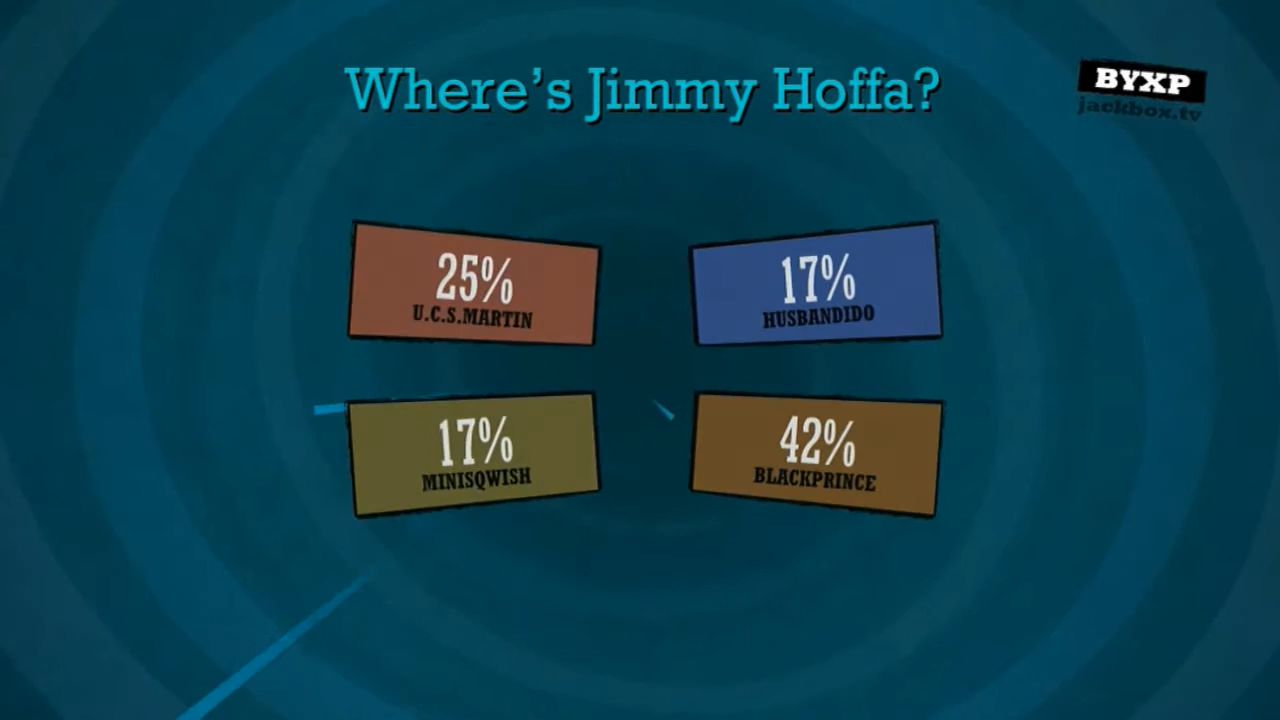 Where's Jimmy Hoffa?
BYXP
jackbox.tv
25%
U.C.S.MARTIN
17%
HUSBANDIDO
17%
MINISQWISH
42%
BLACKPRINCE